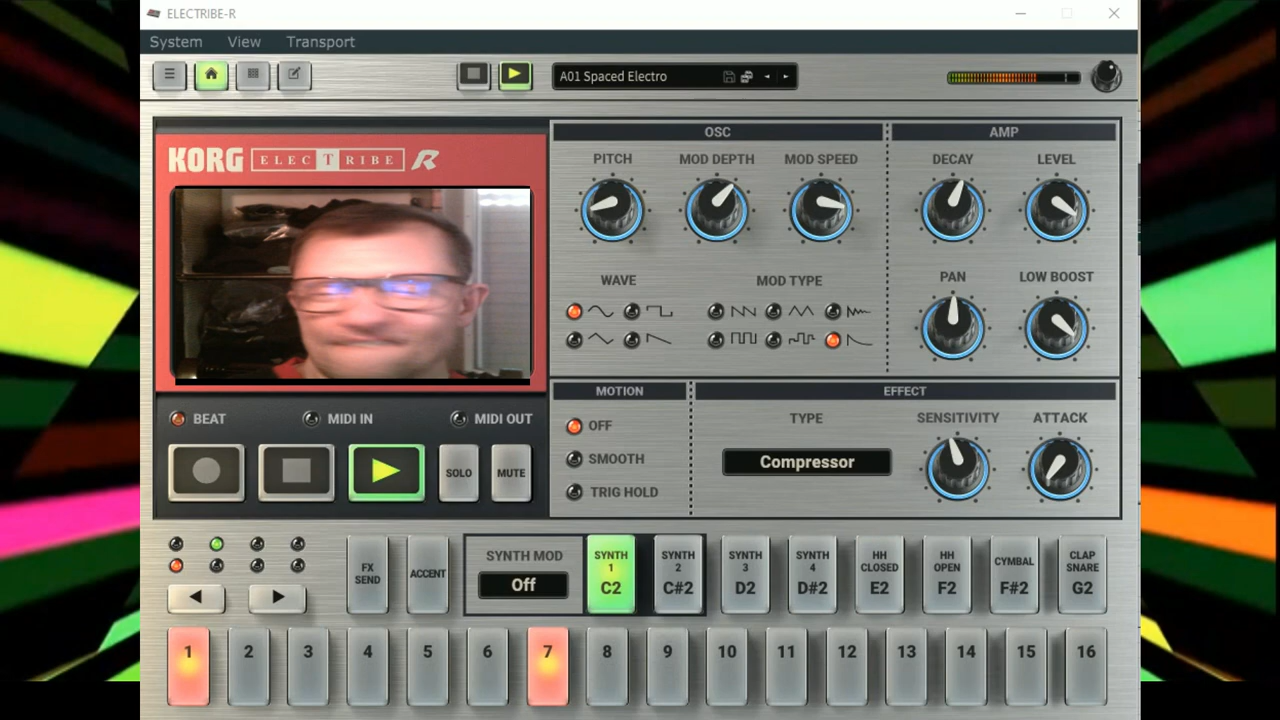 ELECTRIBE-R
System View Transport
A01 Spaced Electro
KORG ELECTRIBE R
OSC
AMP
PITCH MOD DEPTH MOD SPEED
DECAY LEVEL
WAVE MOD TYPE
PAN LOW BOOST
MOTION
EFFECT
BEAT MIDI IN MIDI OUT
SOLO MUTE
OFF
SMOOTH
TRIG HOLD
TYPE SENSITIVITY ATTACK
Compressor
FX
SEND
ACCENT
SYNTH MOD
Off
SYNTH
1
C2
SYNTH
2
C#2
SYNTH
3
D2
SYNTH
4
D#2
HH
CLOSED
E2
HH
OPEN
F2
CYMBAL
F#2
CLAP
SNARE
G2
1 2 3 4 5 6 7 8 9 10 11 12 13 14 15 16